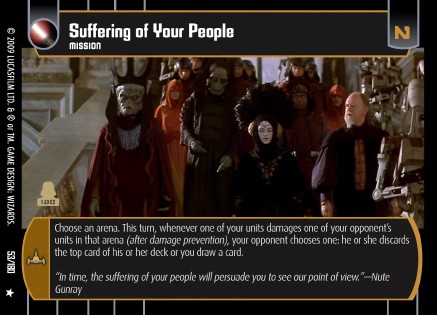 Suffering of Your People
MISSION
N
© 2009 LUCASFILM LTD. & ® or TM. GAME DESIGN: WIZARDS.
53/180
Choose an arena. This turn, whenever one of your units damages one of your opponent's
units in that arena (after damage prevention), your opponent chooses one: he or she discards
the top card of his or her deck or you draw a card.
"In time, the suffering of your people will persuade you to see our point of view."—Nute
Gunray